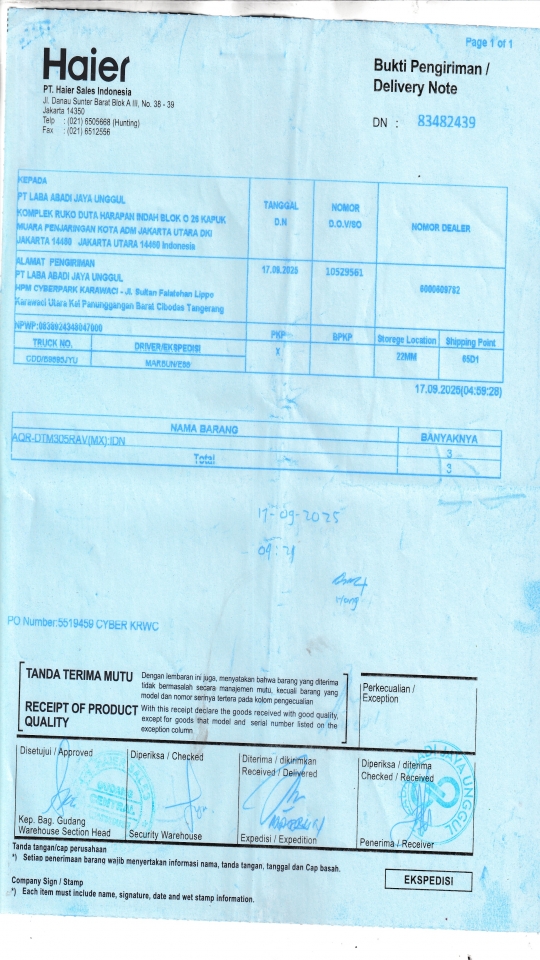 Page 1 of 1
Haier
PT. Haier Sales Indonesia
Jl. Danau Sunter Barat Blok A III, No. 38 - 39
Jakarta 14350
Telp : (021) 6505668 (Hunting)
Fax : (021) 6512556
Bukti Pengiriman /
Delivery Note
DN : 83482439
KEPADA
PT LABA ABADI JAYA UNGGUL
KOMPLEK RUKO DUTA HARAPAN INDAH BLOK O 26 KAPUK
MUARA PENJARINGAN KOTA ADM JAKARTA UTARA DKI
JAKARTA 14460 JAKARTA UTARA 14460 Indonesia
TANGGAL
D.N
NOMOR
D.O.V/SO
NOMOR DEALER
ALAMAT PENGIRIMAN
PT LABA ABADI JAYA UNGGUL
HPM CYBERPARK KARAWACI - Jl. Sultan Falatehan Lippo
Karawaci Utara Kel Panunggangan Barat Cibodas Tangerang
17.09.2025
10529561
NPWP:
TRUCK NO.
DRIVER/EKSPEDISI
PKP
BPKP
Storege Location
Shipping Point
X
22MM
65D1
17.09.2025(04:59:28)
NAMA BARANG
BANYAKNYA
AQR-DTM305RAV(MX):IDN
3
Total
3
17-09-2025
09:21
PO Number:5519459 CYBER KRWC
TANDA TERIMA MUTU
Dengan lembaran ini juga, menyatakan bahwa barang yang diterima
tidak bermasalah secara manajemen mutu, kecuali barang yang
model dan nomor serinya tertera pada kolom pengecualian
RECEIPT OF PRODUCT
QUALITY
With this receipt declare the goods received with good quality,
except for goods that model and serial number listed on the
exception column
Perkecualian /
Exception
Disetujui / Approved
Diperiksa / Checked
Diterima / dikirimkan
Received / Delivered
Diperiksa / diterima
Checked / Received
Kep. Bag. Gudang
Warehouse Section Head
Security Warehouse
Expedisi / Expedition
Penerima / Receiver
Tanda tangan/cap perusahaan
*) Setiap penerimaan barang wajib menyertakan informasi nama, tanda tangan, tanggal dan Cap basah.
Company Sign / Stamp
*) Each item must include name, signature, date and wet stamp information.
EKSPEDISI